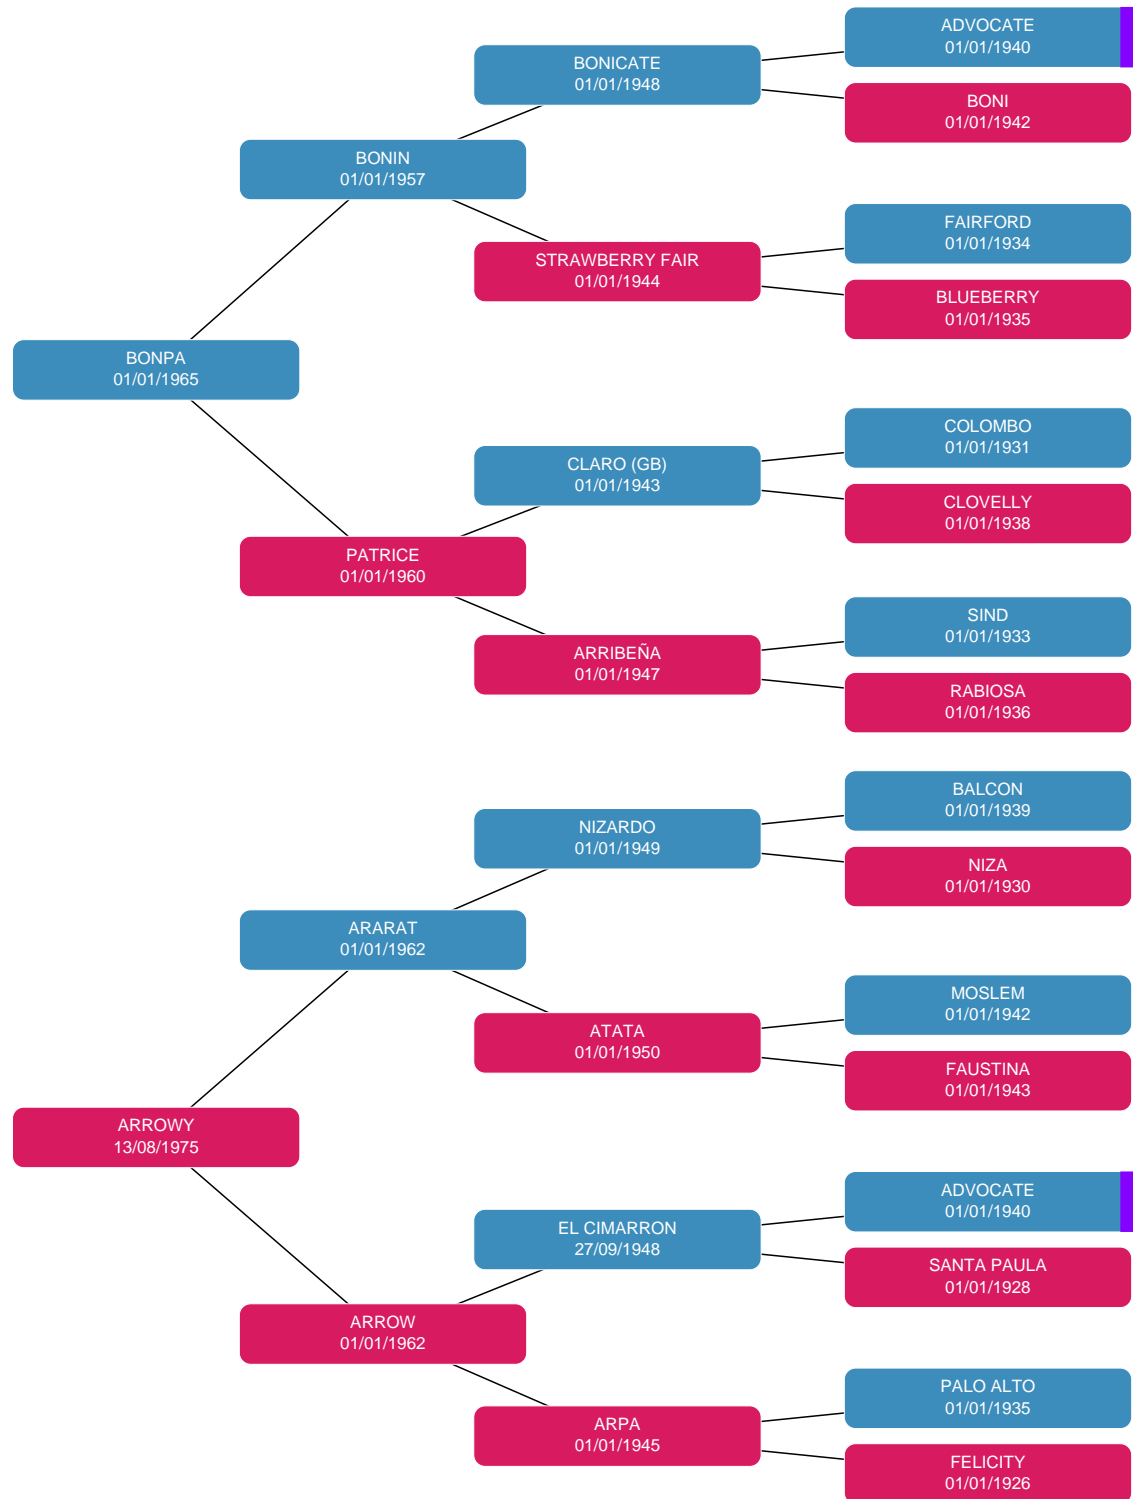 ADVOCATE
01/01/1940
BONICATE
01/01/1948
BONI
01/01/1942
BONIN
01/01/1957
FAIRFORD
01/01/1934
STRAWBERRY FAIR
01/01/1944
BLUEBERRY
01/01/1935
BONPA
01/01/1965
COLOMBO
01/01/1931
CLARO (GB)
01/01/1943
CLOVELLY
01/01/1938
PATRICE
01/01/1960
SIND
01/01/1933
ARRIBEÑA
01/01/1947
RABIOSA
01/01/1936
BALCON
01/01/1939
NIZARDO
01/01/1949
NIZA
01/01/1930
ARARAT
01/01/1962
MOSLEM
01/01/1942
ATATA
01/01/1950
FAUSTINA
01/01/1943
ARROWY
13/08/1975
ADVOCATE
01/01/1940
EL CIMARRON
27/09/1948
SANTA PAULA
01/01/1928
ARROW
01/01/1962
PALO ALTO
01/01/1935
ARPA
01/01/1945
FELICITY
01/01/1926